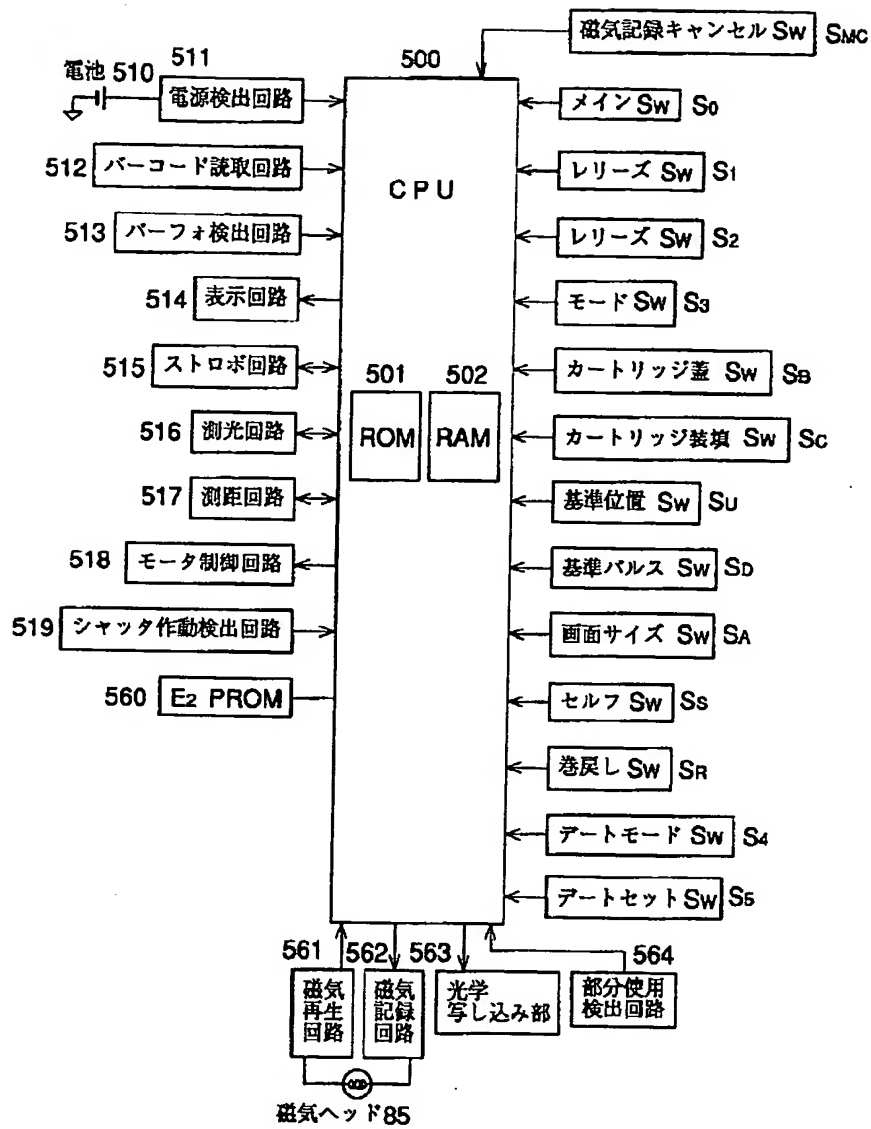 磁気記録キャンセル SW SMC
511
500
電池 510
電源検出回路
メイン SW S0
512 バーコード読取回路
レリーズ SW S1
CPU
513 パーフォ検出回路
レリーズ SW S2
514 表示回路
モード SW S3
515 ストロボ回路
501 502
カートリッジ蓋 SW SB
516 測光回路
ROM RAM
カートリッジ装填 SW SC
517 測距回路
基準位置 SW SU
518 モータ制御回路
基準パルス SW SD
519 シャッタ作動検出回路
画面サイズ SW SA
560 E2 PROM
セルフ SW SS
巻戻し SW SR
デートモード SW S4
デートセット SW S5
561 562 563 564
磁気
再生
回路
磁気
記録
回路
光学
写し込み部
部分使用
検出回路
磁気ヘッド85